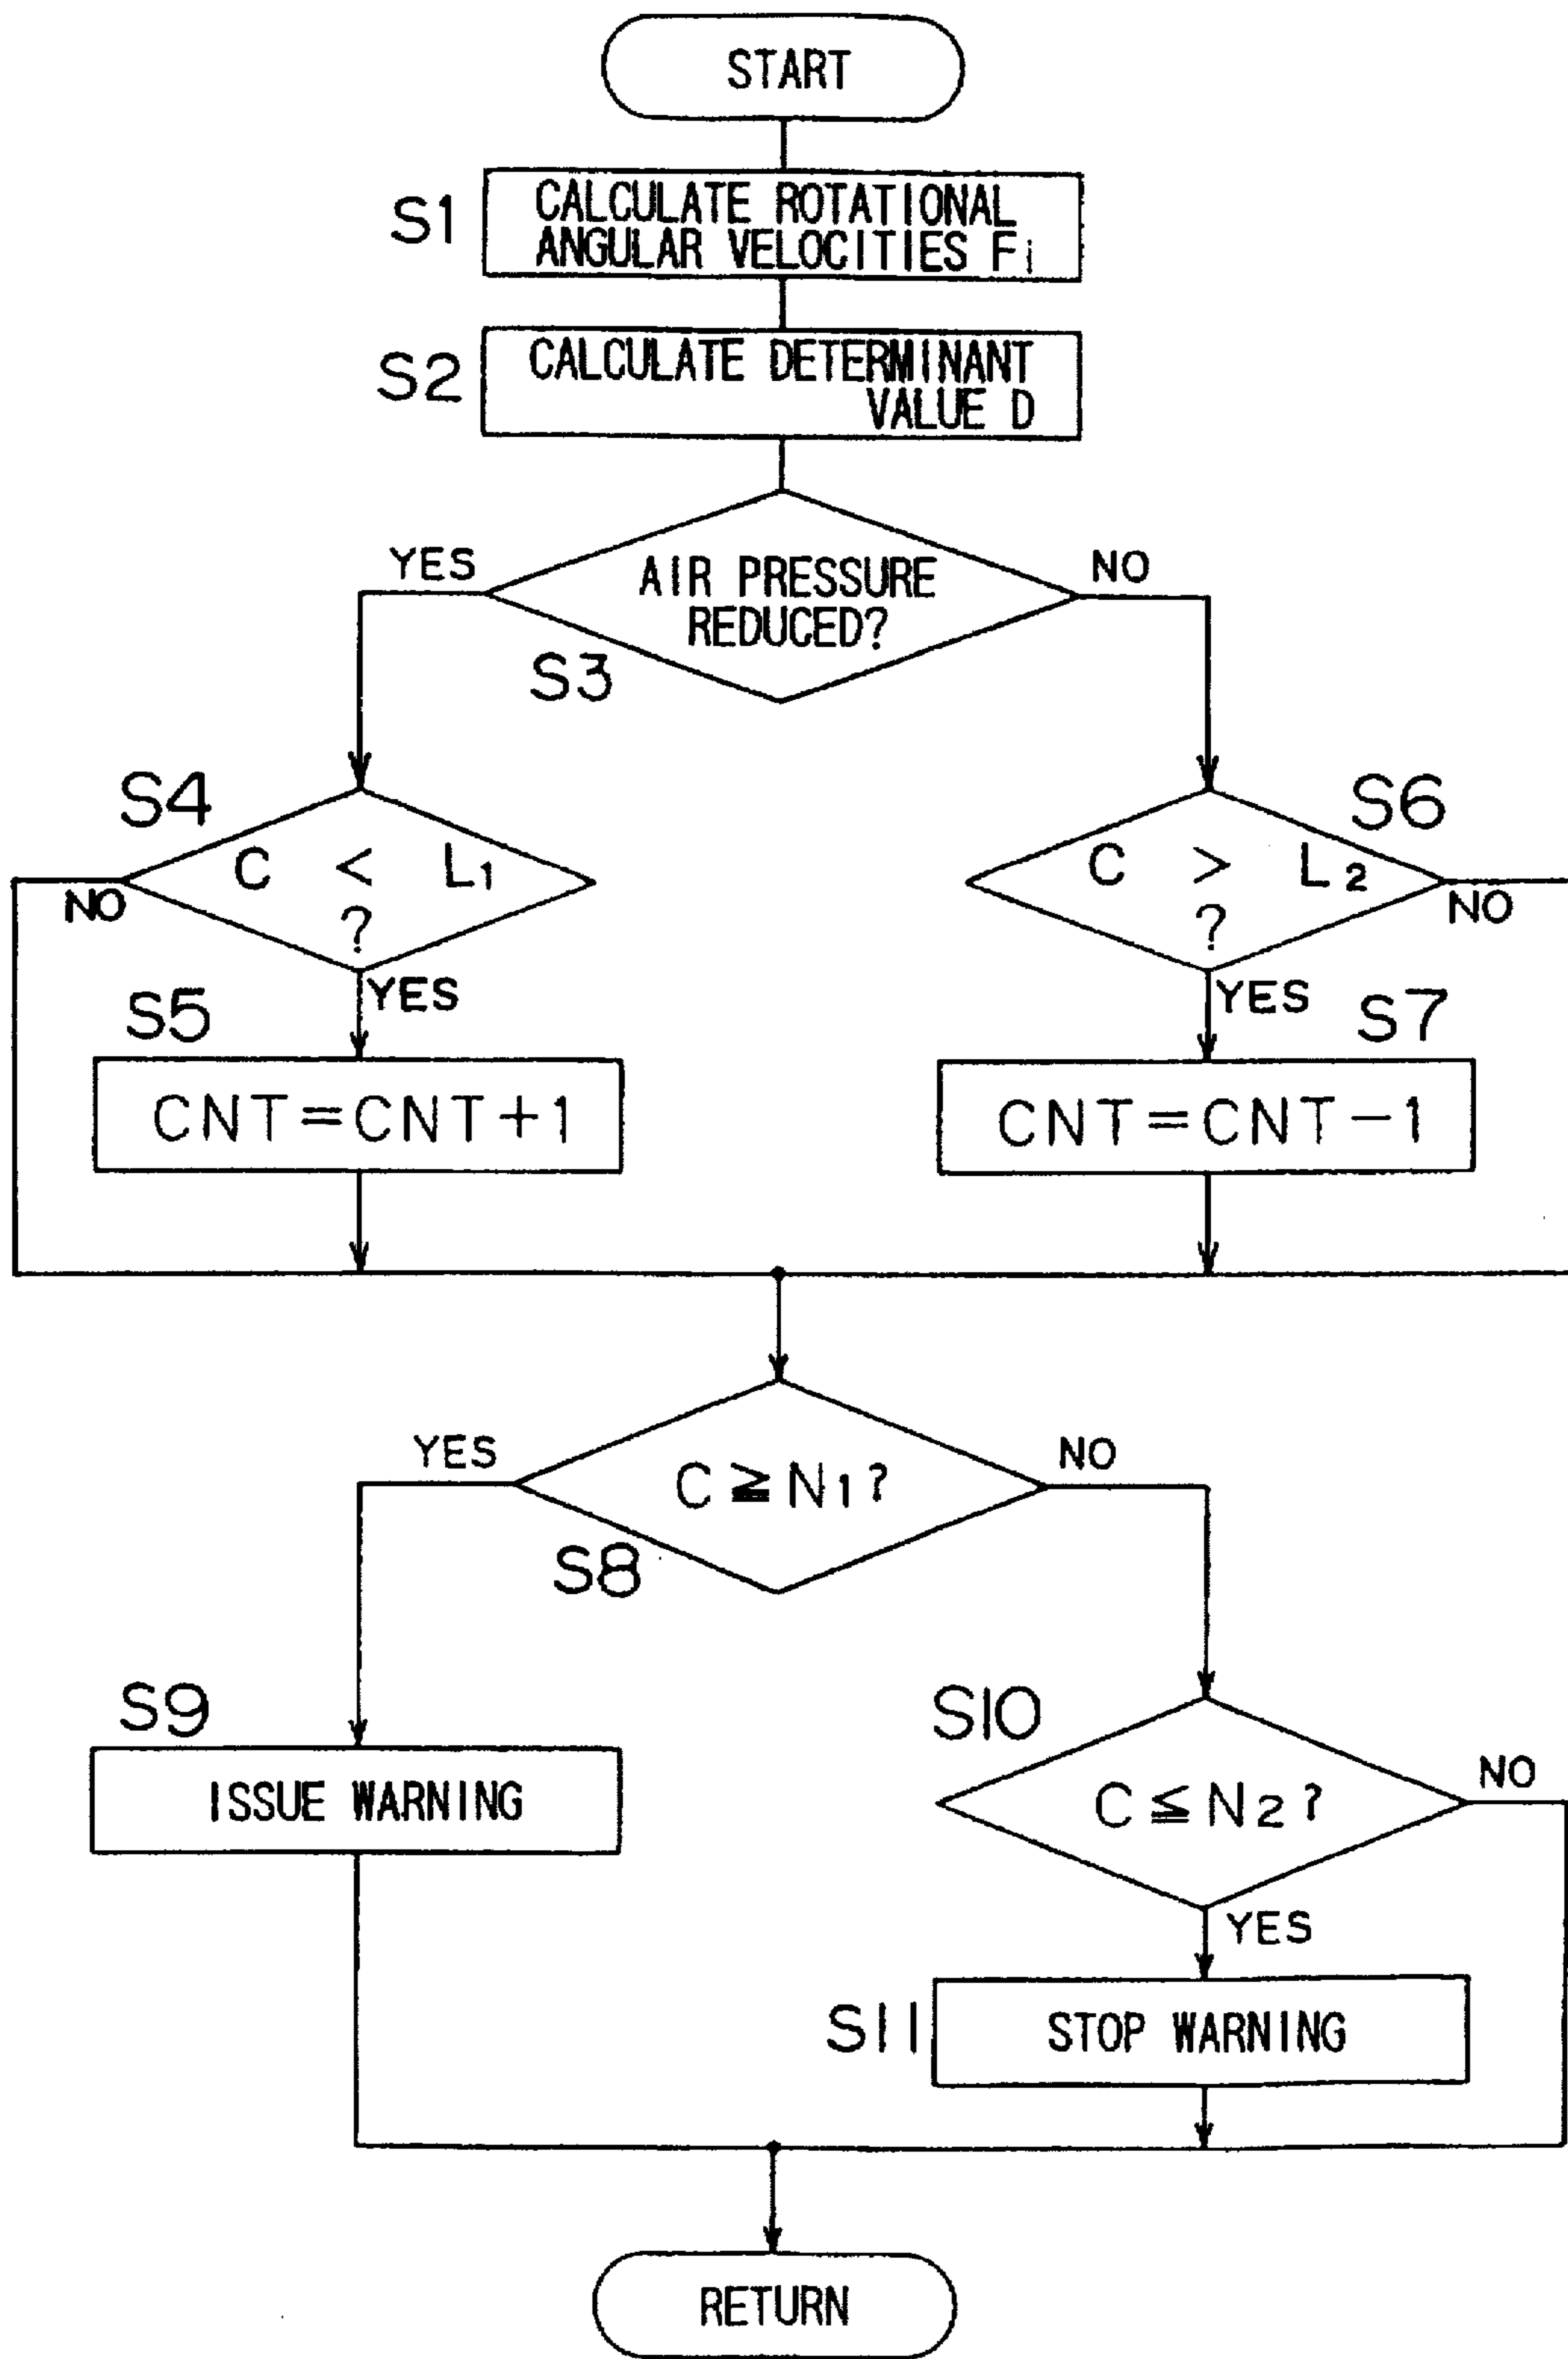 START
S1
CALCULATE ROTATIONAL
ANGULAR VELOCITIES Fi
S2
CALCULATE DETERMINANT
VALUE D
YES
NO
AIR PRESSURE
REDUCED?
S3
S4
S6
C < L1
?
NO
YES
C > L2
?
NO
YES
S5
S7
CNT=CNT+1
CNT=CNT-1
YES
NO
C ≧ N1?
S8
S9
S10
ISSUE WARNING
C ≦ N2?
NO
YES
S11
STOP WARNING
RETURN